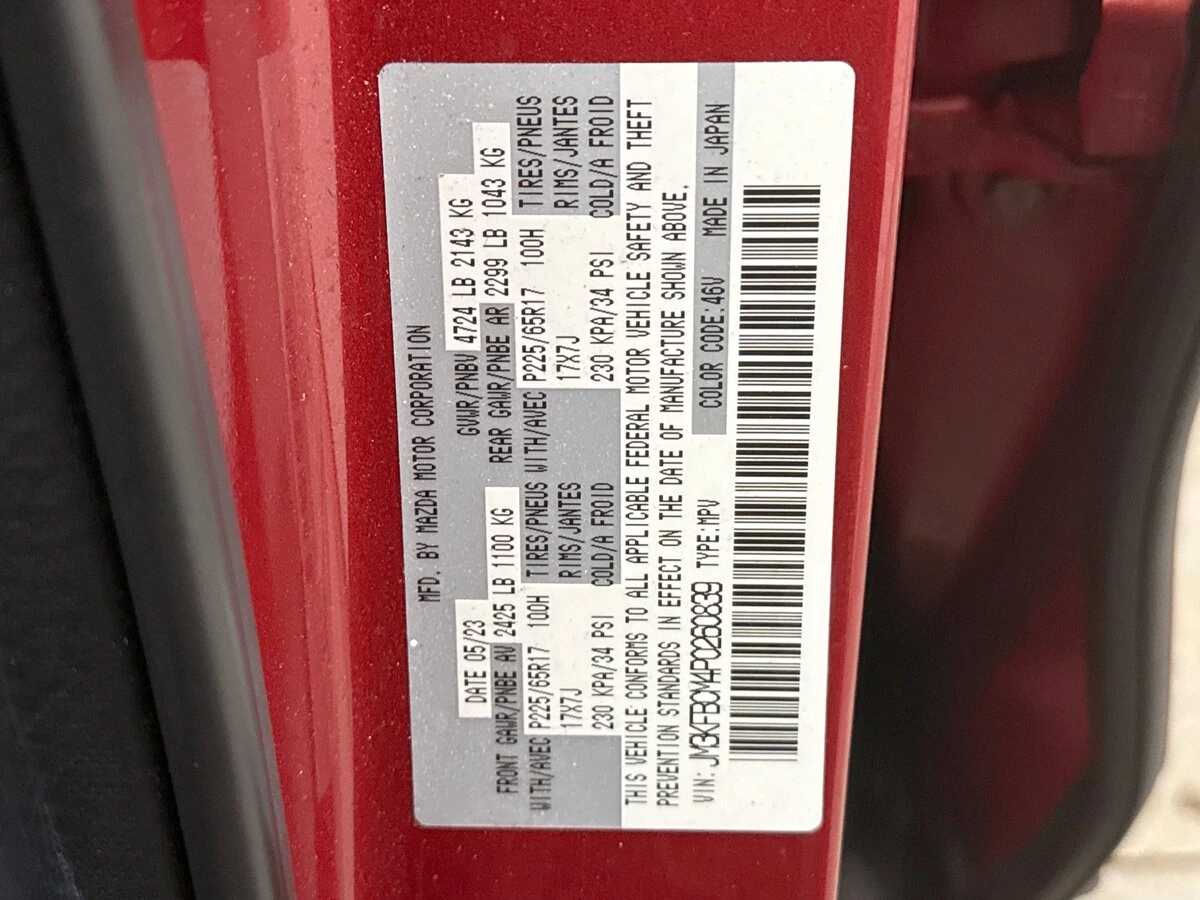 MFD. BY MAZDA MOTOR CORPORATION
DATE 05/23 GVWR/PNBV 4724 LB 2143 KG
FRONT GAWR/PNBE AV 2425 LB 1100 KG REAR GAWR/PNBE AR 2299 LB 1043 KG
WITH/AVEC P225/65R17 100H TIRES/PNEUS WITH/AVEC P225/65R17 100H TIRES/PNEUS
17X7J RIMS/JANTES 17X7J RIMS/JANTES
230 KPA/34 PSI COLD/A FROID 230 KPA/34 PSI COLD/A FROID
THIS VEHICLE CONFORMS TO ALL APPLICABLE FEDERAL MOTOR VEHICLE SAFETY AND THEFT
PREVENTION STANDARDS IN EFFECT ON THE DATE OF MANUFACTURE SHOWN ABOVE.
VIN: JM3KFBCM4P0260839 TYPE:MPV COLOR CODE:46V MADE IN JAPAN